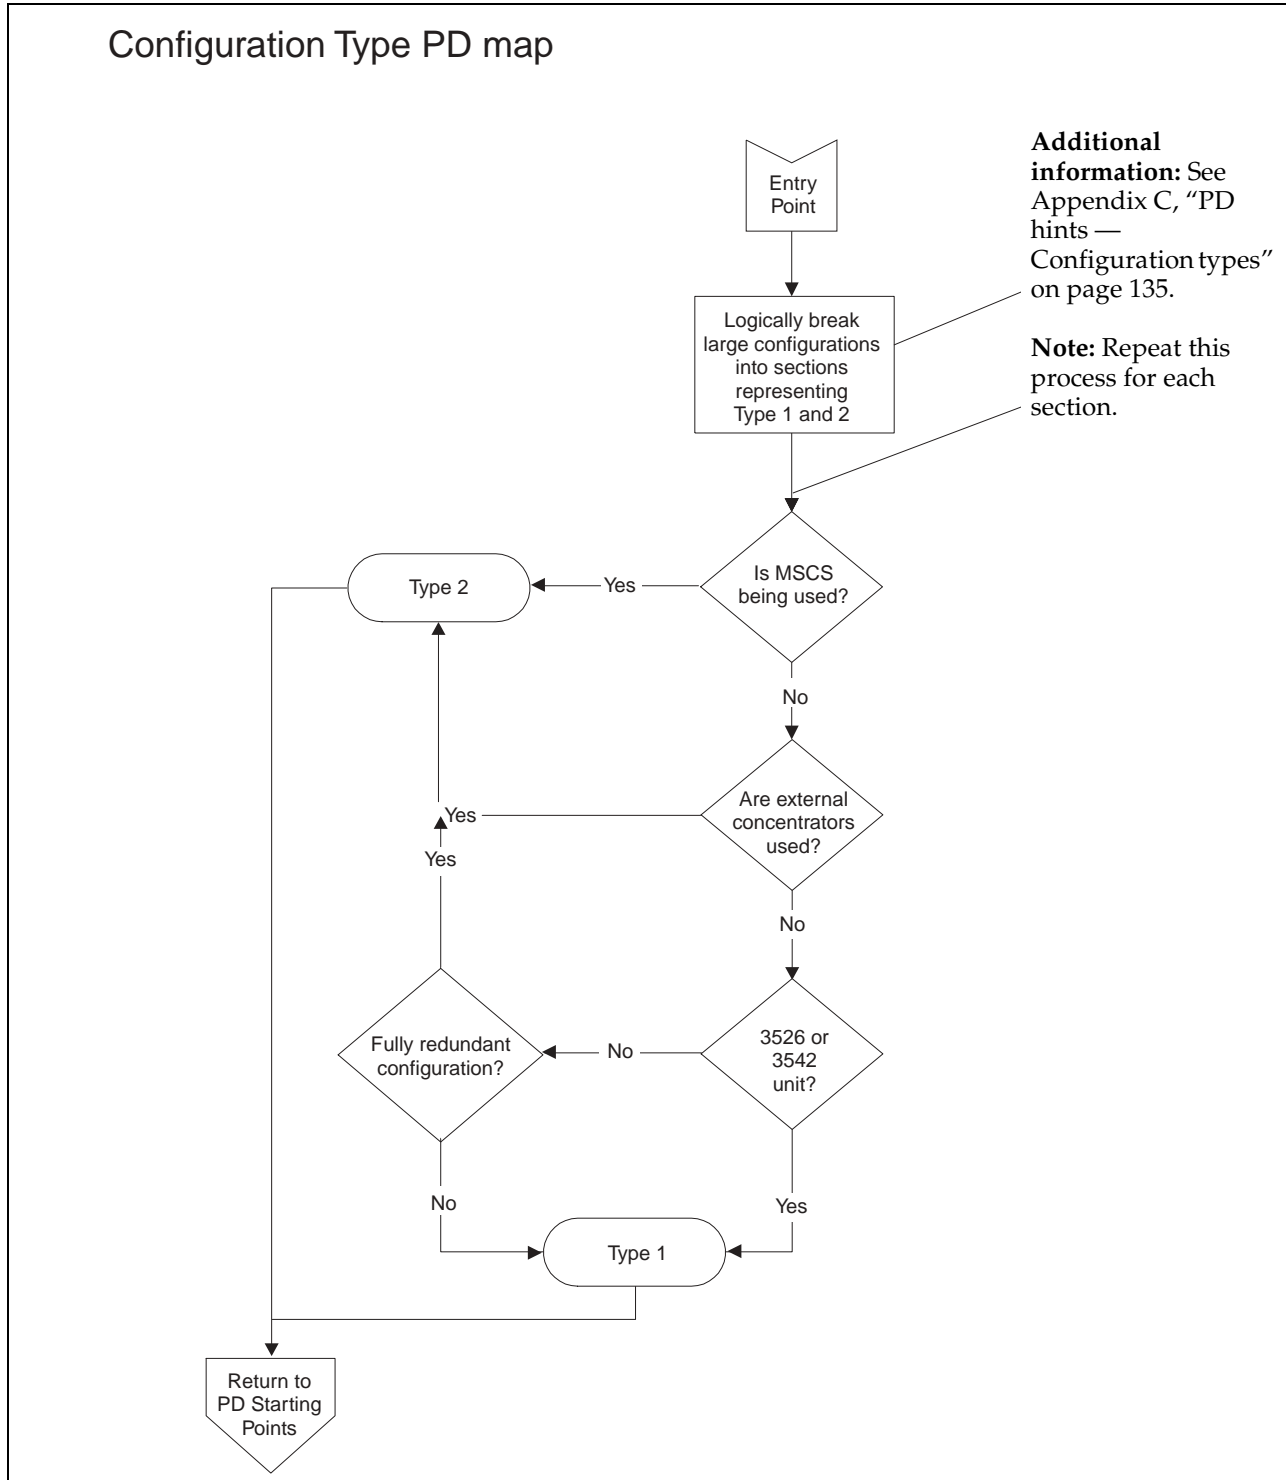 Configuration Type PD map
Entry
Point
Additional
information: See
Appendix C, “PD
hints —
Configuration types”
on page 135.
Logically break
large configurations
into sections
representing
Type 1 and 2
Note: Repeat this
process for each
section.
Is MSCS
being used?
Yes
Type 2
No
Are external
concentrators
used?
Yes
Yes
No
3526 or
3542
unit?
No
Fully redundant
configuration?
No
Yes
Type 1
Return to
PD Starting
Points